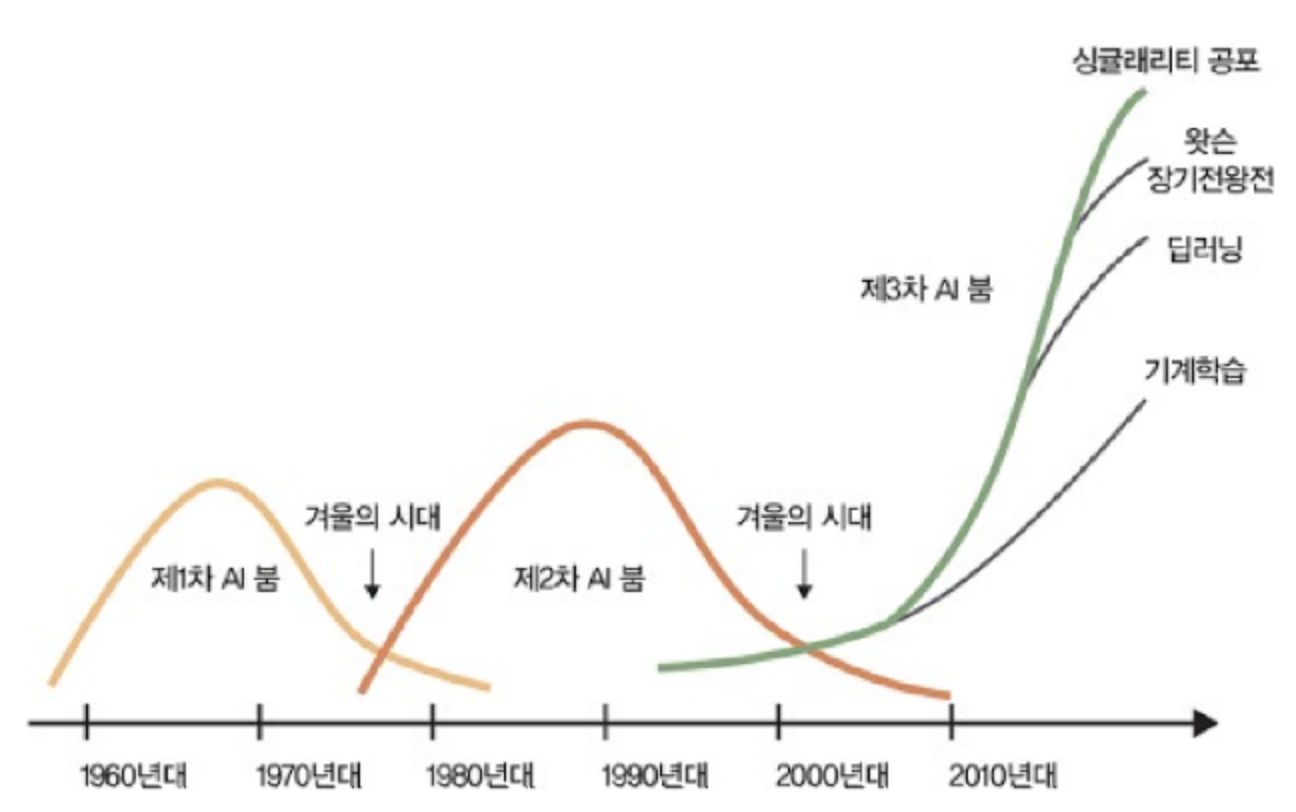 싱귤래리티 공포
왓슨
장기전왕전
딥러닝
제3차 AI 붐
기계학습
겨울의 시대
겨울의 시대
제1차 AI 붐
제2차 AI 붐
1960년대
1970년대
1980년대
1990년대
2000년대
2010년대